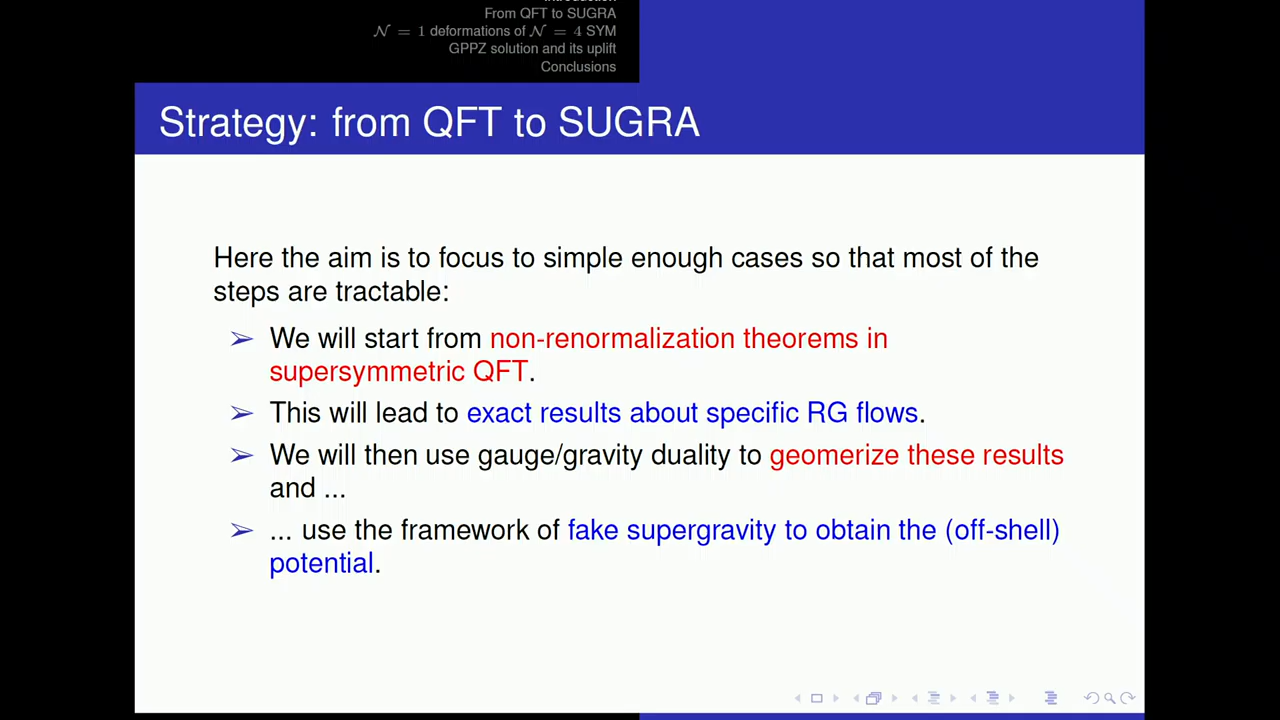 Introduction
From QFT to SUGRA
𝒩 = 1 deformations of 𝒩 = 4 SYM
GPPZ solution and its uplift
Conclusions
Strategy: from QFT to SUGRA
Here the aim is to focus to simple enough cases so that most of the
steps are tractable:
➢ We will start from non-renormalization theorems in
supersymmetric QFT.
➢ This will lead to exact results about specific RG flows.
➢ We will then use gauge/gravity duality to geomerize these results
and ...
➢ ... use the framework of fake supergravity to obtain the (off-shell)
potential.